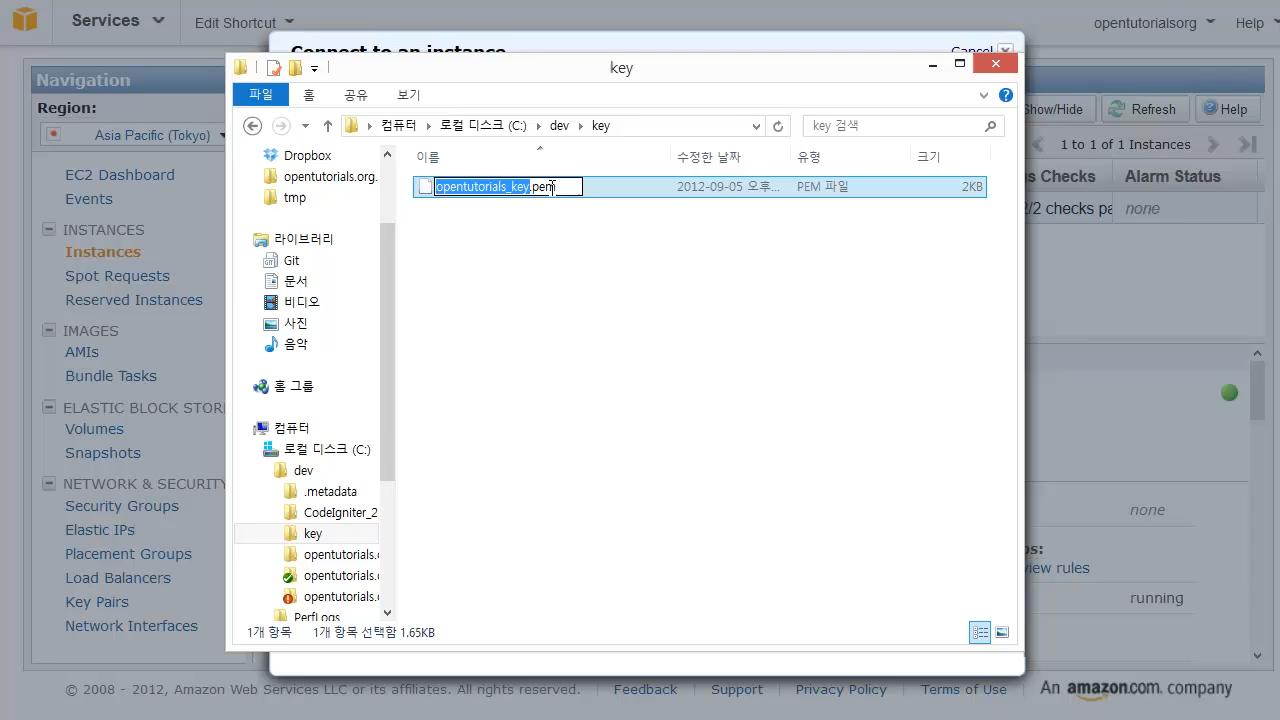 Services
Edit Shortcut
opentutorialsorg
Help
Connect to an instance
Cancel
key
파일
홈
공유
보기
컴퓨터
로컬 디스크 (C:)
dev
key
key 검색
Navigation
Region:
Asia Pacific (Tokyo)
EC2 Dashboard
Events
INSTANCES
Instances
Spot Requests
Reserved Instances
IMAGES
AMIs
Bundle Tasks
ELASTIC BLOCK STOR
Volumes
Snapshots
NETWORK & SECURITY
Security Groups
Elastic IPs
Placement Groups
Load Balancers
Key Pairs
Network Interfaces
Dropbox
opentutorials.org.
tmp
라이브러리
Git
문서
비디오
사진
음악
홈 그룹
컴퓨터
로컬 디스크 (C:)
dev
.metadata
CodeIgniter_2
key
opentutorials.
opentutorials.
opentutorials.
PerfLogs
이름
수정한 날짜
유형
크기
opentutorials_key.pem
2012-09-05 오후...
PEM 파일
2KB
1개 항목
1개 항목 선택함 1.65KB
Show/Hide
Refresh
Help
1 to 1 of 1 Instances
Checks
Alarm Status
2/2 checks pa
none
none
view rules
running
© 2008 - 2012, Amazon Web Services LLC or its affiliates. All rights reserved.
Feedback
Support
Privacy Policy
Terms of Use
An amazon.com. company